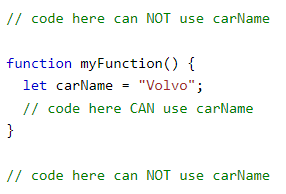 // code here can NOT use carName
function myFunction() {
let carName = "Volvo";
// code here CAN use carName
}
// code here can NOT use carName